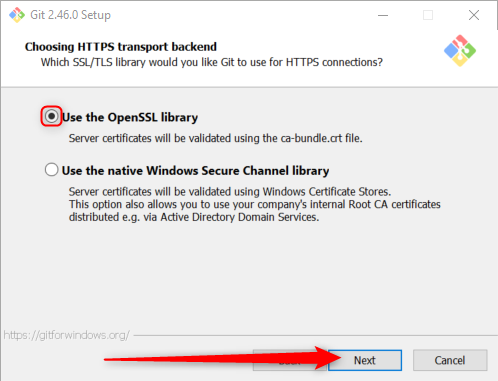 Git 2.46.0 Setup
Choosing HTTPS transport backend
Which SSL/TLS library would you like Git to use for HTTPS connections?
Use the OpenSSL library
Server certificates will be validated using the ca-bundle.crt file.
Use the native Windows Secure Channel library
Server certificates will be validated using Windows Certificate Stores.
This option also allows you to use your company's internal Root CA certificates
distributed e.g. via Active Directory Domain Services.
https://gitforwindows.org/
Next
Cancel